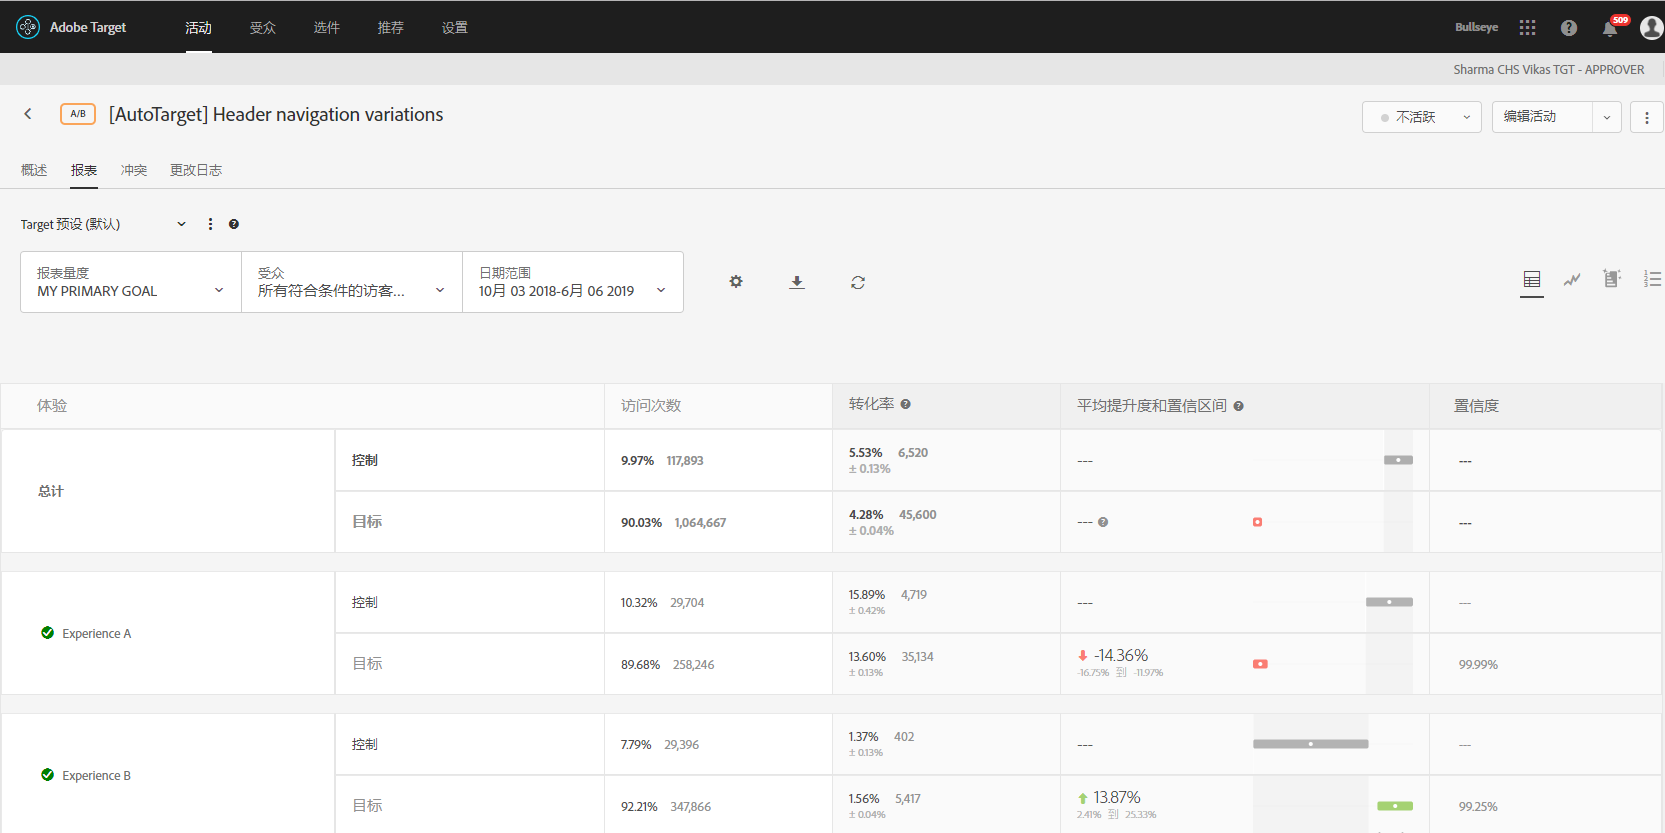 Adobe Target 活动 受众 选件 推荐 设置 Bullseye 509
Sharma CHS Vikas TGT - APPROVER
A/B [AutoTarget] Header navigation variations 不活跃 编辑活动
概述 报表 冲突 更改日志
Target 预设 (默认)
报表量度 受众 日期范围
MY PRIMARY GOAL 所有符合条件的访客... 10月 03 2018-6月 06 2019
体验 访问次数 转化率 平均提升度和置信区间 置信度
总计
控制 9.97% 117,893 5.53% 6,520 --- ---
± 0.13%
目标 90.03% 1,064,667 4.28% 45,600 --- ---
± 0.04%
Experience A
控制 10.32% 29,704 15.89% 4,719 --- ---
± 0.42%
目标 89.68% 258,246 13.60% 35,134 -14.36% 99.99%
± 0.13% -16.75% 到 -11.97%
Experience B
控制 7.79% 29,396 1.37% 402 --- ---
± 0.13%
目标 92.21% 347,866 1.56% 5,417 13.87% 99.25%
± 0.04% 2.41% 到 25.33%